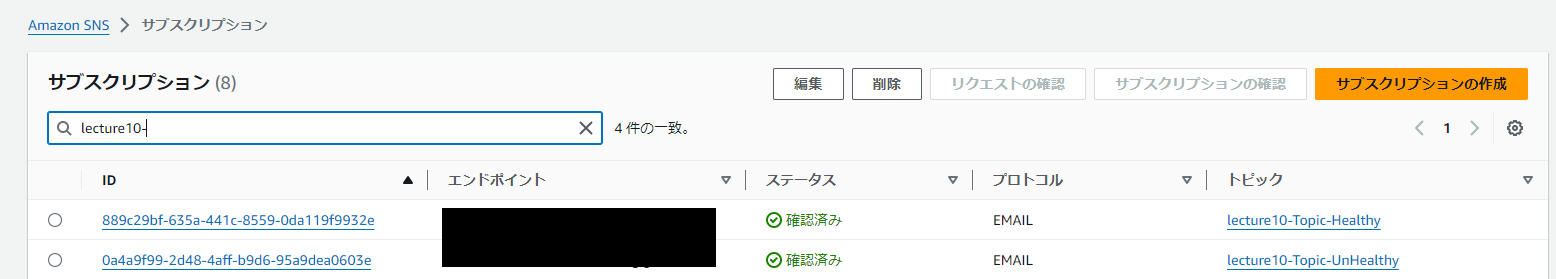 Amazon SNS > サブスクリプション
サブスクリプション (8) 編集 削除 リクエストの確認 サブスクリプションの確認 サブスクリプションの作成
lecture10- 4 件の一致。 1
ID エンドポイント ステータス プロトコル トピック
889c29bf-635a-441c-8559-0da119f9932e 確認済み EMAIL lecture10-Topic-Healthy
0a4a9f99-2d48-4aff-b9d6-95a9dea0603e 確認済み EMAIL lecture10-Topic-UnHealthy